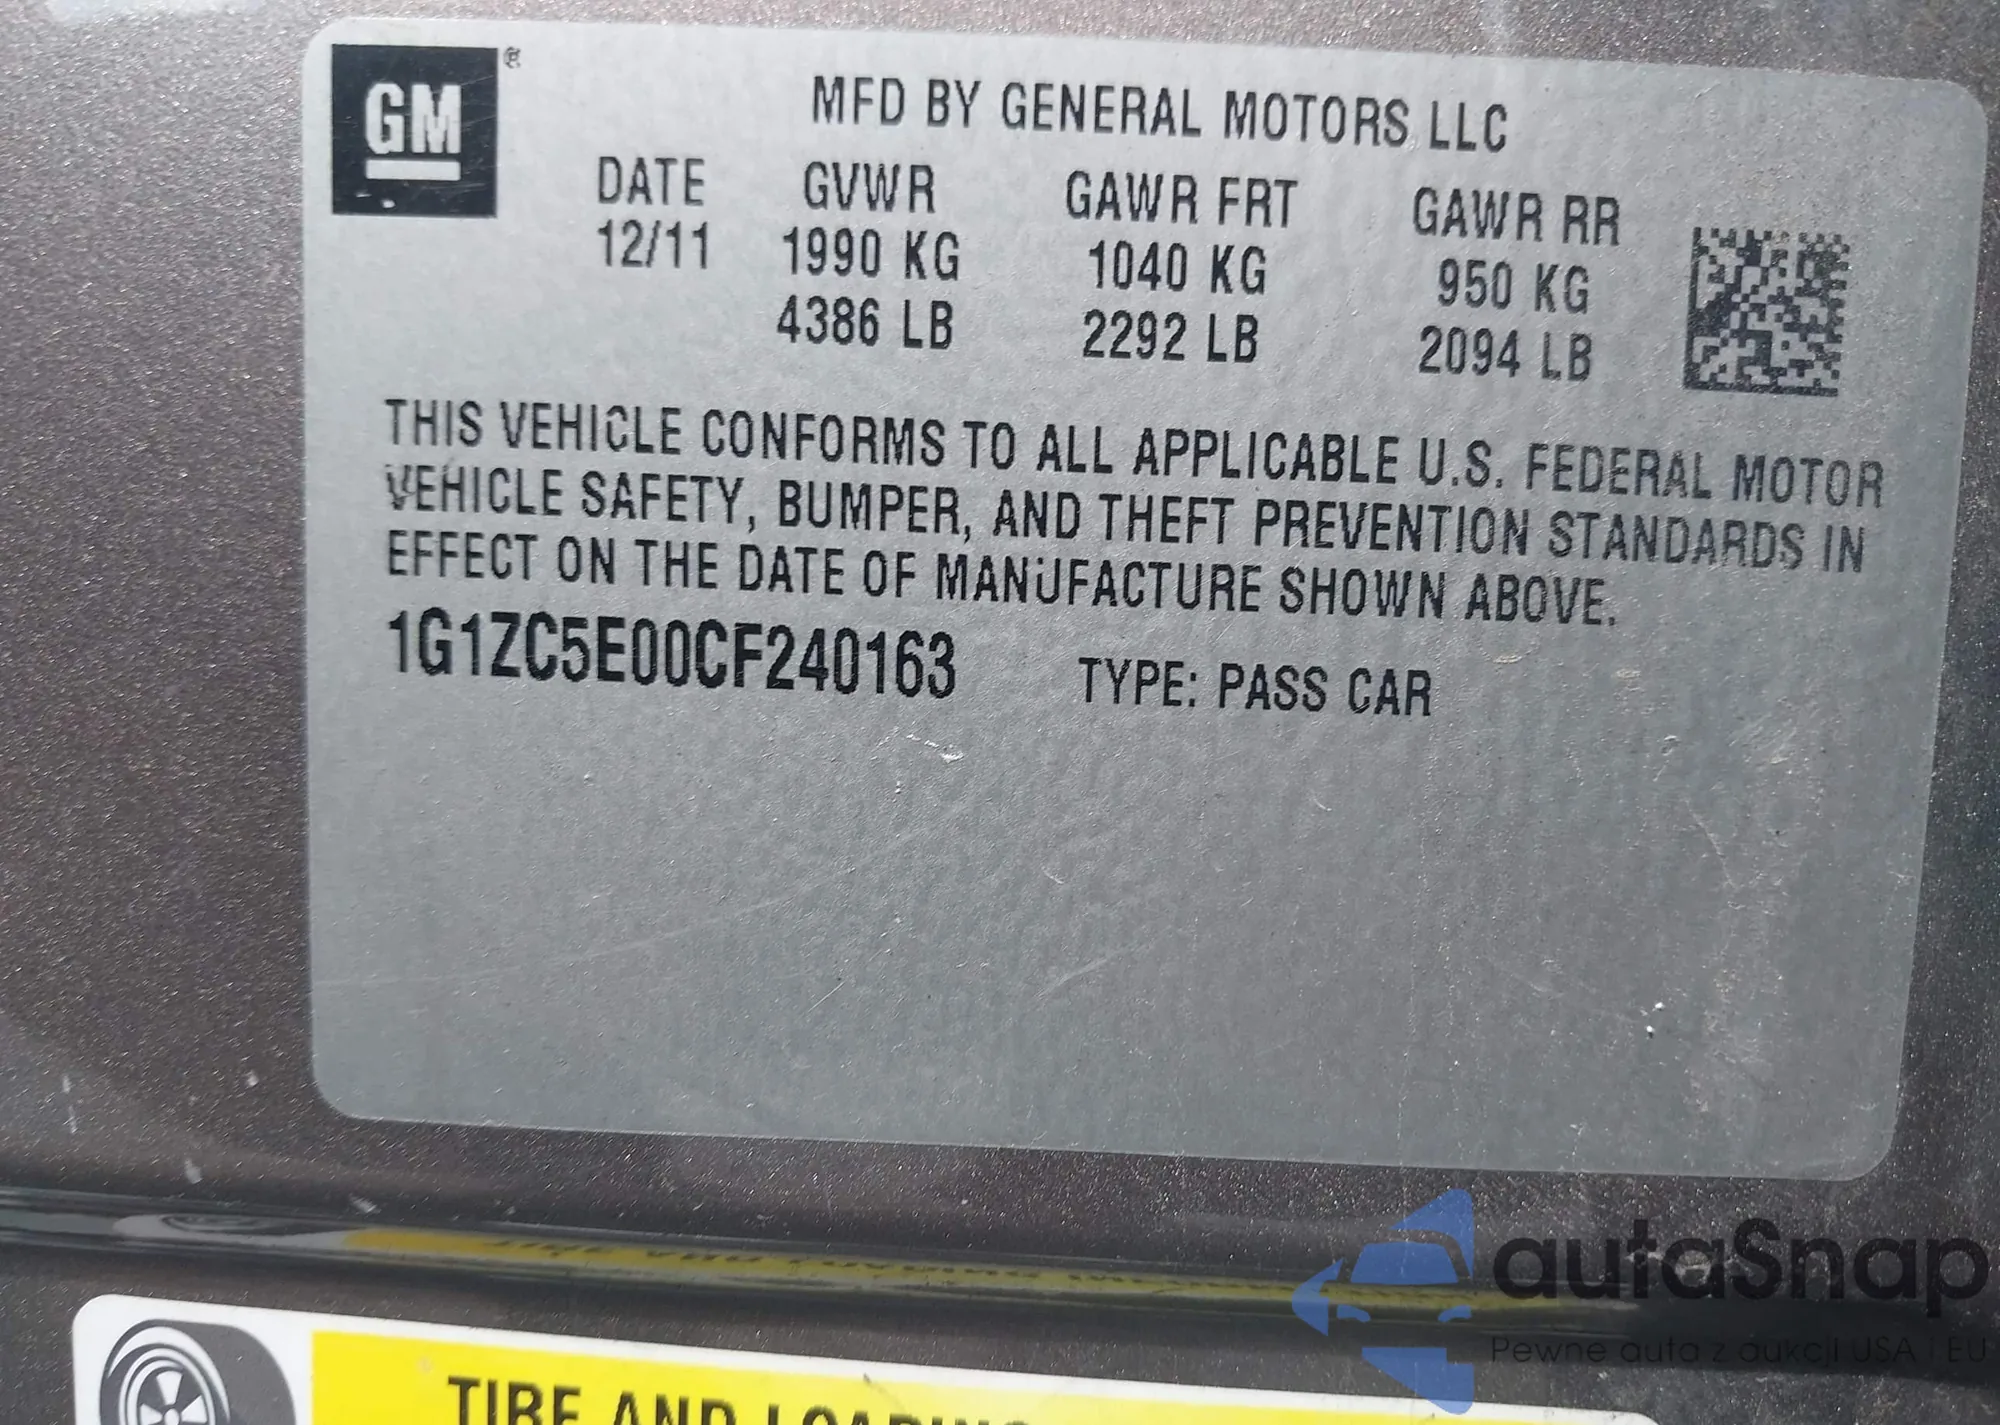 GM®
MFD BY GENERAL MOTORS LLC
DATE GVWR GAWR FRT GAWR RR
12/11 1990 KG 1040 KG 950 KG
4386 LB 2292 LB 2094 LB
THIS VEHICLE CONFORMS TO ALL APPLICABLE U.S. FEDERAL MOTOR
VEHICLE SAFETY, BUMPER, AND THEFT PREVENTION STANDARDS IN
EFFECT ON THE DATE OF MANUFACTURE SHOWN ABOVE.
1G1ZC5E00CF240163 TYPE: PASS CAR
autaSnap
Pewne auta z aukcji USA i EU
TIRE AND LOADING